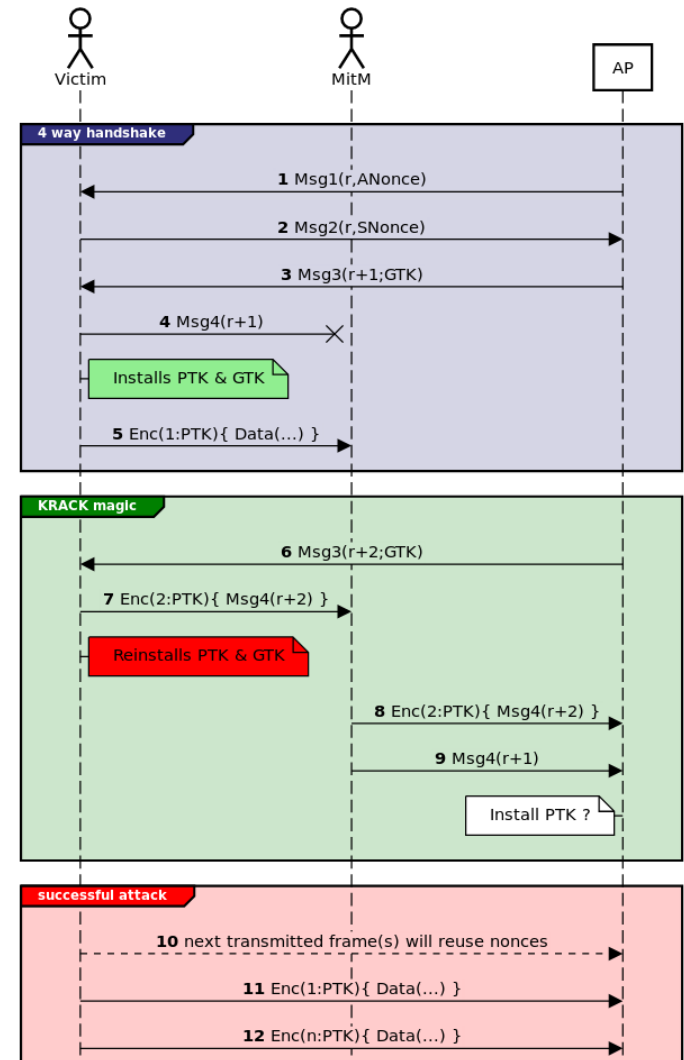 Victim
MitM
AP
4 way handshake
1 Msg1(r,ANonce)
2 Msg2(r,SNonce)
3 Msg3(r+1;GTK)
4 Msg4(r+1)
Installs PTK & GTK
5 Enc(1:PTK){ Data(...) }
KRACK magic
6 Msg3(r+2;GTK)
7 Enc(2:PTK){ Msg4(r+2) }
Reinstalls PTK & GTK
8 Enc(2:PTK){ Msg4(r+2) }
9 Msg4(r+1)
Install PTK ?
successful attack
10 next transmitted frame(s) will reuse nonces
11 Enc(1:PTK){ Data(...) }
12 Enc(n:PTK){ Data(...) }